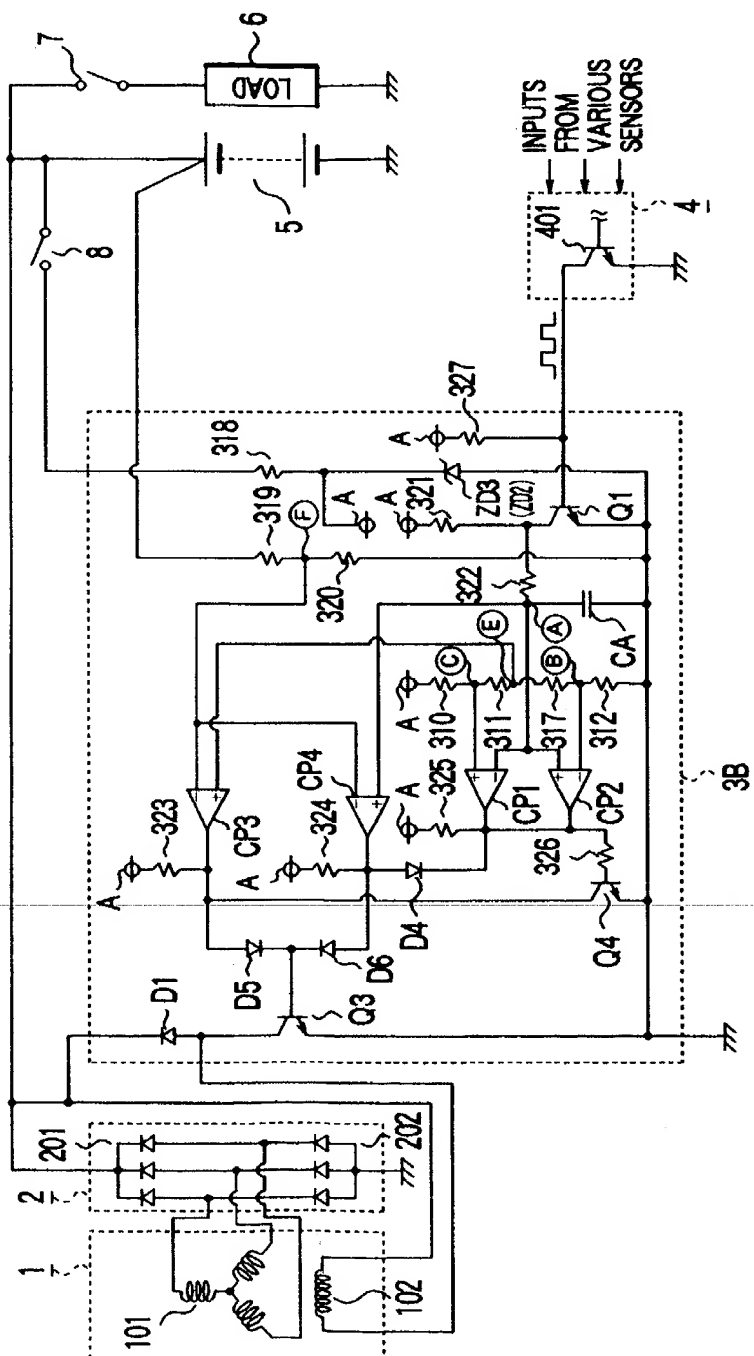 1
101
102
2
201
202
D1
D5
D6
Q3
A
323
CP3
A
324
CP4
D4
Q4
A
325
326
CP1
CP2
A
310
C
311
E
317
B
312
A
CA
322
F
319
320
318
A
A
321
ZD3
(ZD2)
Q1
A
327
3B
8
5
7
6
LOAD
401
4
INPUTS
FROM
VARIOUS
SENSORS